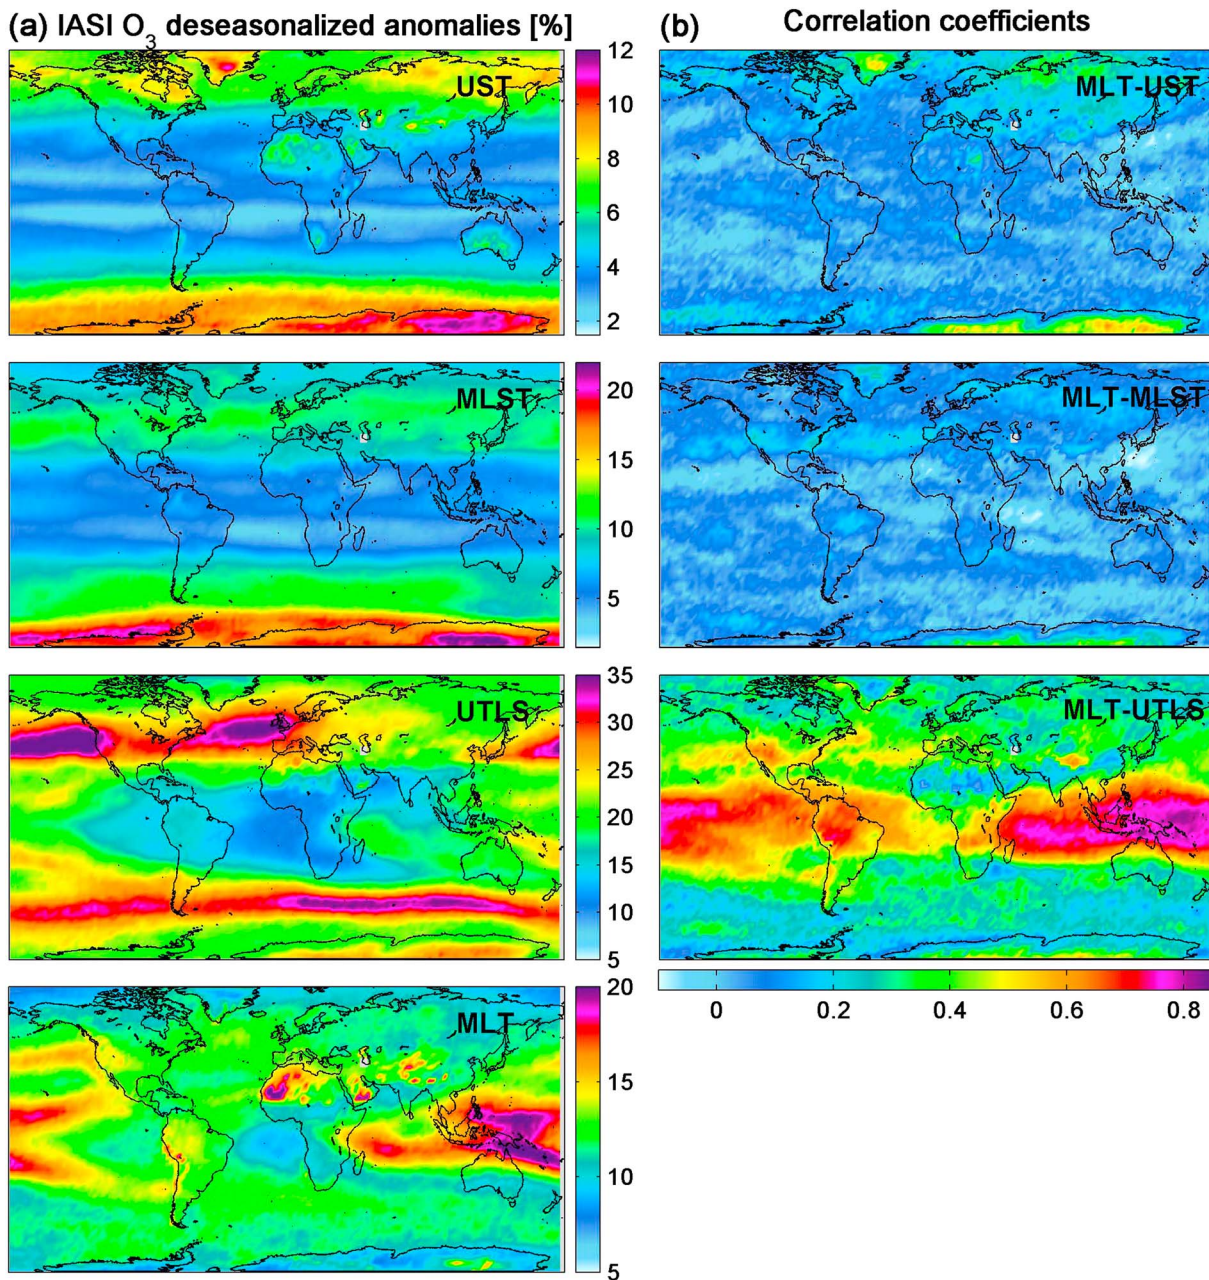 (a) IASI O3 deseasonalized anomalies [%]
(b) Correlation coefficients
UST
12
10
8
6
4
2
MLT-UST
MLST
20
15
10
5
MLT-MLST
UTLS
35
30
25
20
15
10
5
MLT-UTLS
0 0.2 0.4 0.6 0.8
MLT
20
15
10
5